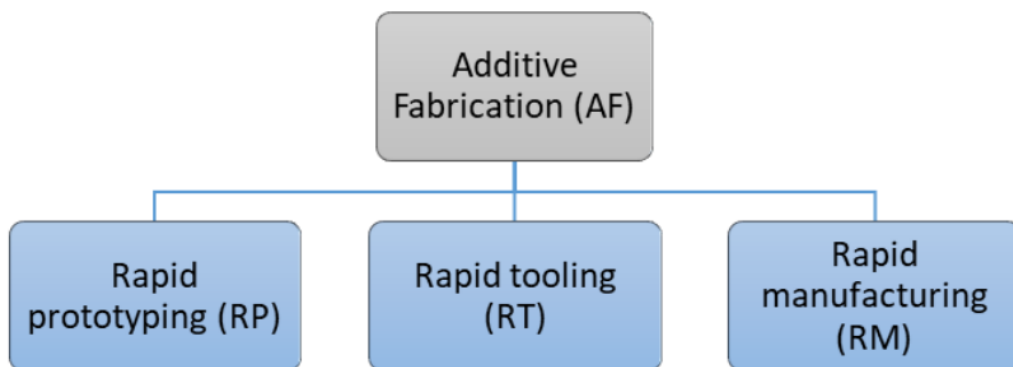 Additive
Fabrication (AF)
Rapid
prototyping (RP)
Rapid tooling
(RT)
Rapid
manufacturing
(RM)